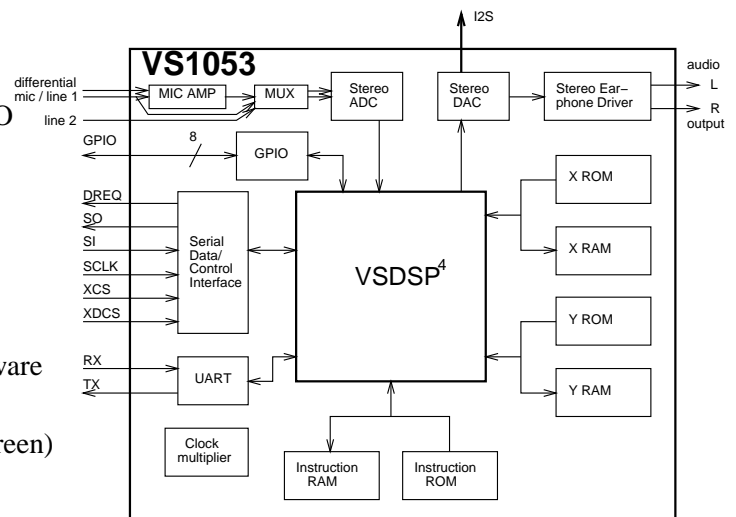 I2S
VS1053
audio
differential
mic / line 1
MIC AMP
MUX
Stereo
ADC
Stereo
DAC
Stereo Ear−
phone Driver
L
R
output
O
line 2
GPIO
8
GPIO
X ROM
DREQ
SO
SI
SCLK
XCS
XDCS
Serial
Data/
Control
Interface
VSDSP4
X RAM
Y ROM
ware
RX
TX
UART
Y RAM
reen)
Clock
multiplier
Instruction
RAM
Instruction
ROM